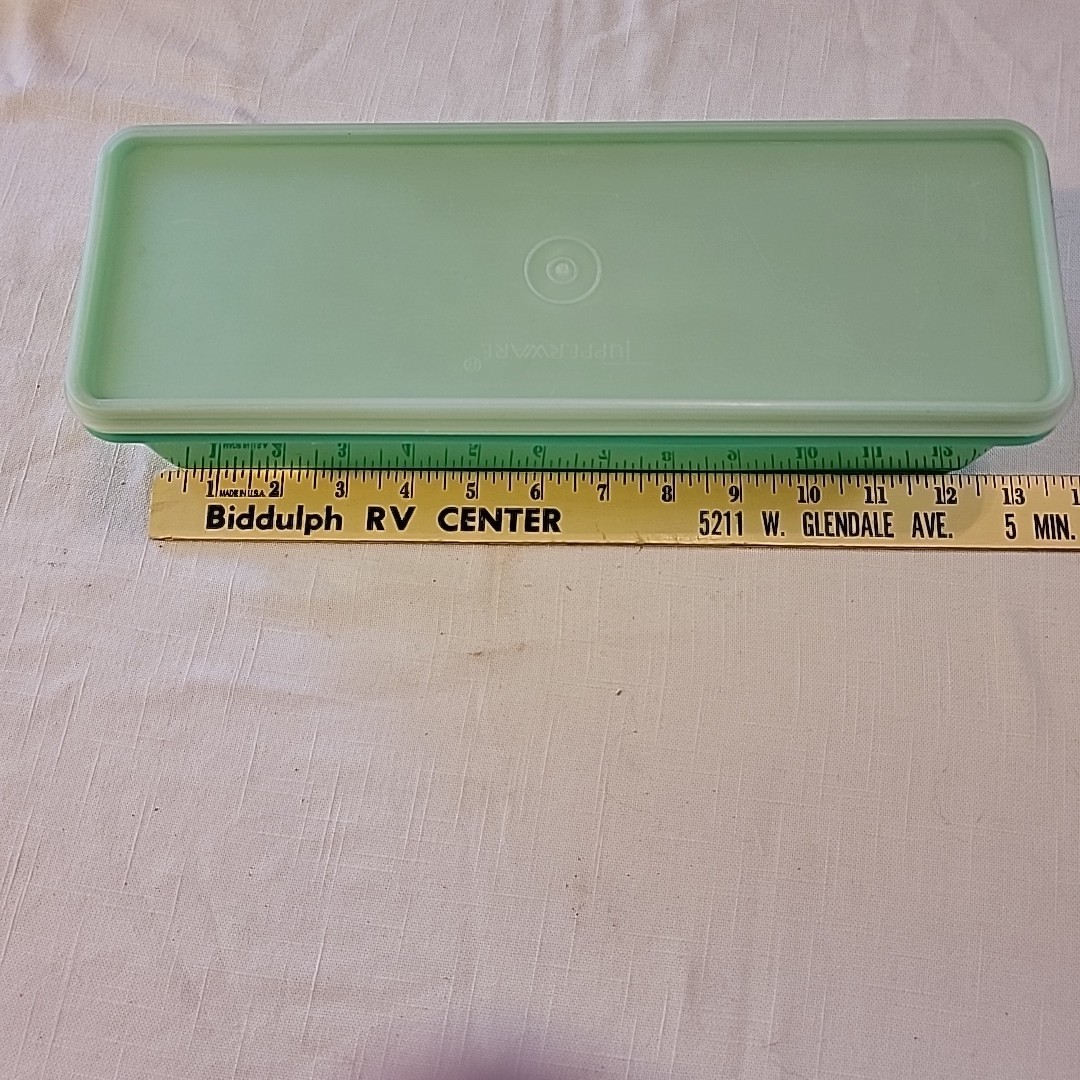 TUPPERWARE®
1 MADE IN U.S.A. 2 3 4 5 6 7 8 9 10 11 12 13
Biddulph RV CENTER 5211 W. GLENDALE AVE. 5 MIN.